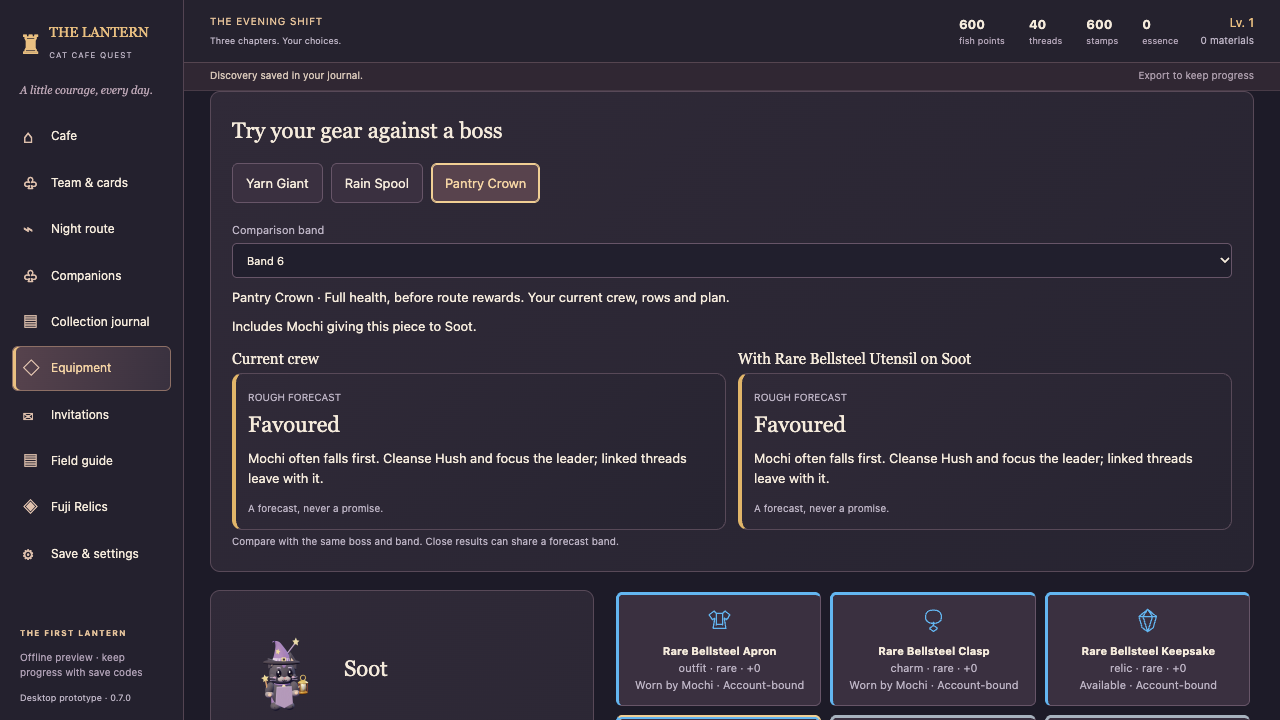 THE LANTERN
CAT CAFE QUEST
A little courage, every day.
Cafe
Team & cards
Night route
Companions
Collection journal
Equipment
Invitations
Field guide
Fuji Relics
Save & settings
THE FIRST LANTERN
Offline preview · keep
progress with save codes
Desktop prototype · 0.7.0
THE EVENING SHIFT
Three chapters. Your choices.
600
fish points
40
threads
600
stamps
0
essence
Lv. 1
0 materials
Discovery saved in your journal.
Export to keep progress
Try your gear against a boss
Yarn Giant
Rain Spool
Pantry Crown
Comparison band
Band 6
Pantry Crown · Full health, before route rewards. Your current crew, rows and plan.
Includes Mochi giving this piece to Soot.
Current crew
ROUGH FORECAST
Favoured
Mochi often falls first. Cleanse Hush and focus the leader; linked threads
leave with it.
A forecast, never a promise.
With Rare Bellsteel Utensil on Soot
ROUGH FORECAST
Favoured
Mochi often falls first. Cleanse Hush and focus the leader; linked threads
leave with it.
A forecast, never a promise.
Compare with the same boss and band. Close results can share a forecast band.
Soot
Rare Bellsteel Apron
outfit · rare · +0
Worn by Mochi · Account-bound
Rare Bellsteel Clasp
charm · rare · +0
Worn by Mochi · Account-bound
Rare Bellsteel Keepsake
relic · rare · +0
Available · Account-bound